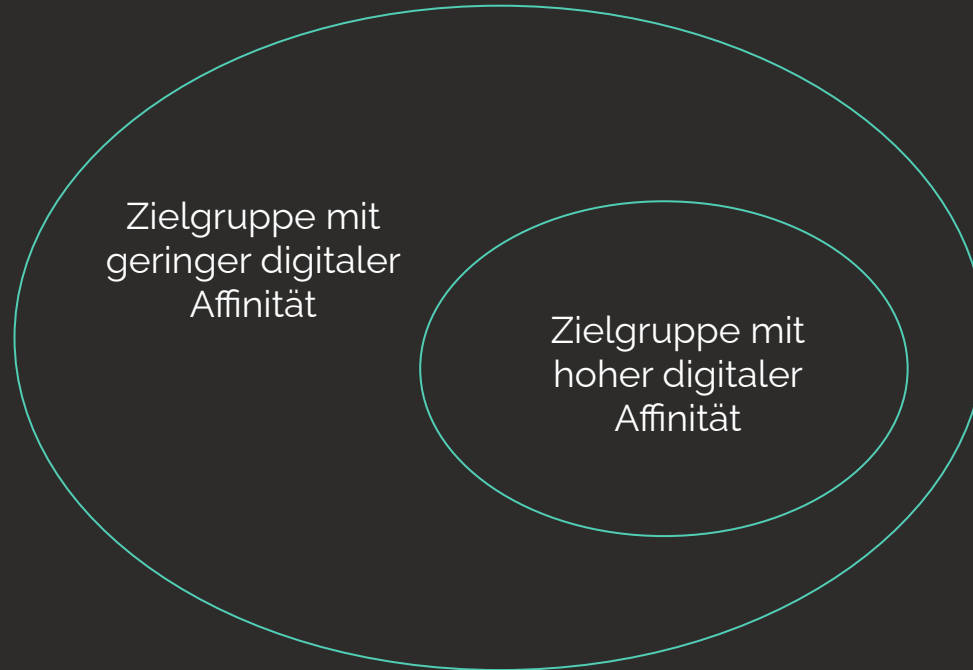 Zielgruppe mit
geringer digitaler
Affinität
Zielgruppe mit
hoher digitaler
Affinität